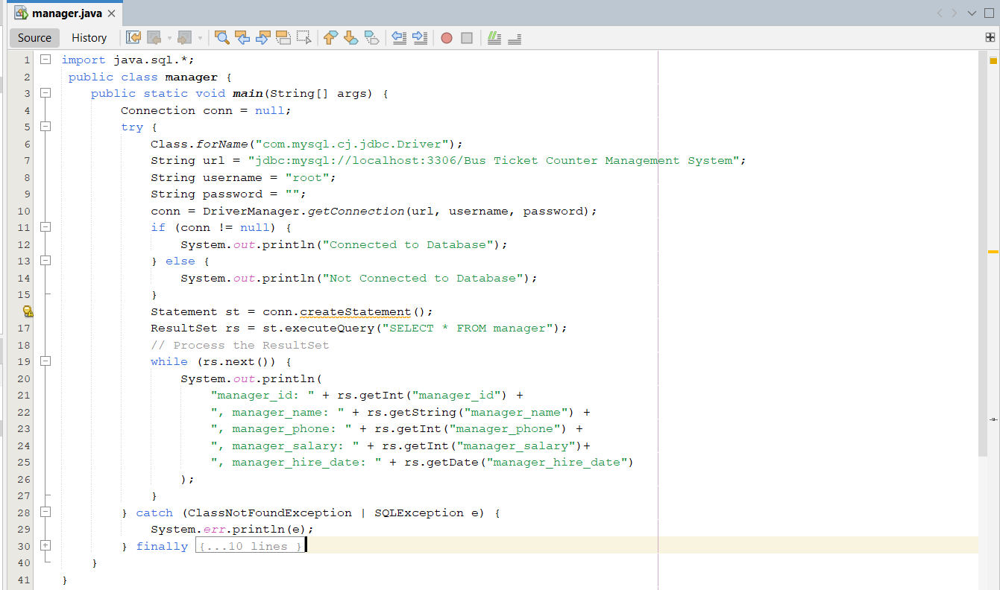 manager.java
Source History
1 import java.sql.*;
2 public class manager {
3 public static void main(String[] args) {
4 Connection conn = null;
5 try {
6 Class.forName("com.mysql.cj.jdbc.Driver");
7 String url = "jdbc:mysql://localhost:3306/Bus Ticket Counter Management System";
8 String username = "root";
9 String password = "";
10 conn = DriverManager.getConnection(url, username, password);
11 if (conn != null) {
12 System.out.println("Connected to Database");
13 } else {
14 System.out.println("Not Connected to Database");
15 }
Statement st = conn.createStatement();
17 ResultSet rs = st.executeQuery("SELECT * FROM manager");
18 // Process the ResultSet
19 while (rs.next()) {
20 System.out.println(
21 "manager_id: " + rs.getInt("manager_id") +
22 ", manager_name: " + rs.getString("manager_name") +
23 ", manager_phone: " + rs.getInt("manager_phone") +
24 ", manager_salary: " + rs.getInt("manager_salary")+
25 ", manager_hire_date: " + rs.getDate("manager_hire_date")
26 );
27 }
28 } catch (ClassNotFoundException | SQLException e) {
29 System.err.println(e);
30 } finally {...10 lines }
40 }
41 }